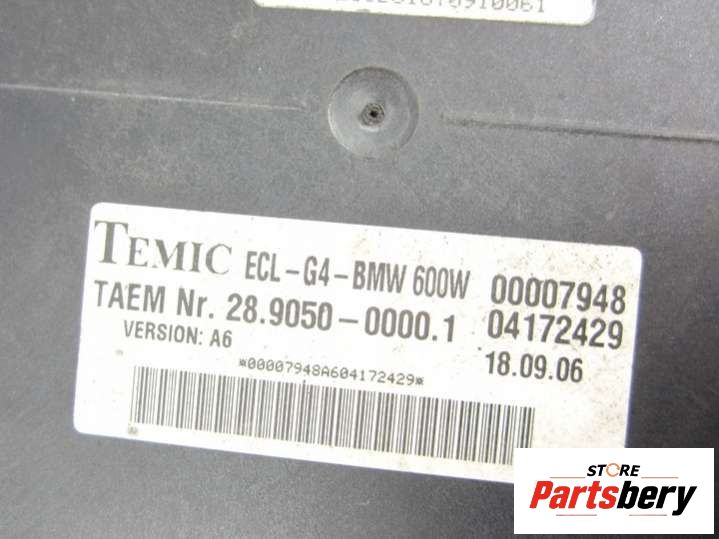 TEMIC ECL-G4-BMW 600W 00007948
TAEM Nr. 28.9050-0000.1 04172429
VERSION: A6 18.09.06
*00007948A604172429*
STORE
Partsbery